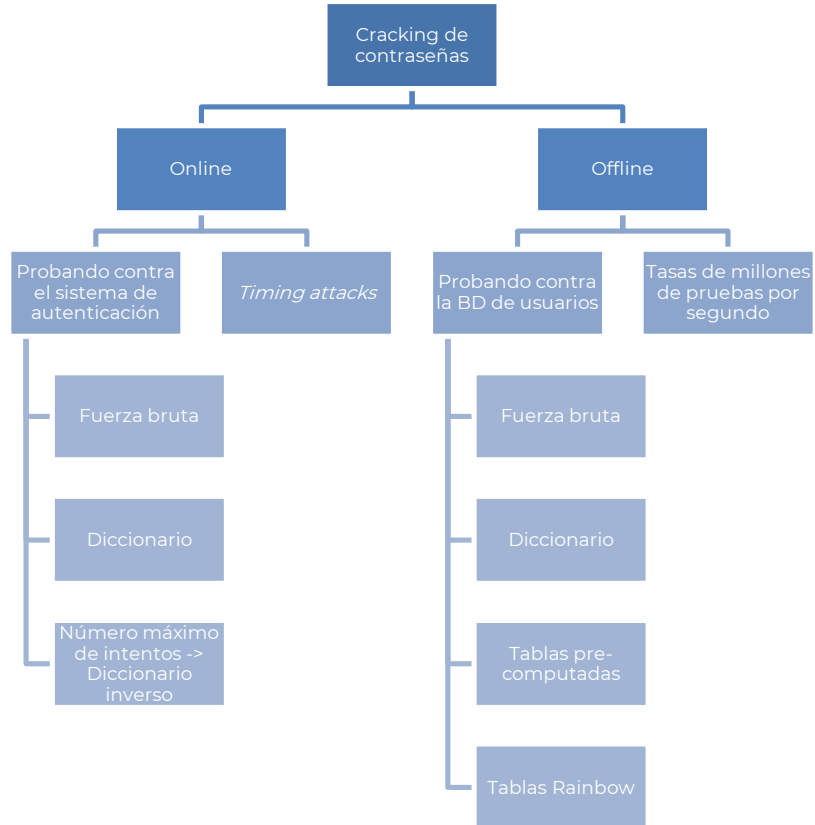 Cracking de
contraseñas
Online
Offline
Probando contra
el sistema de
autenticación
Timing attacks
Probando contra
la BD de usuarios
Tasas de millones
de pruebas por
segundo
Fuerza bruta
Diccionario
Número máximo
de intentos ->
Diccionario
inverso
Fuerza bruta
Diccionario
Tablas pre-
computadas
Tablas Rainbow